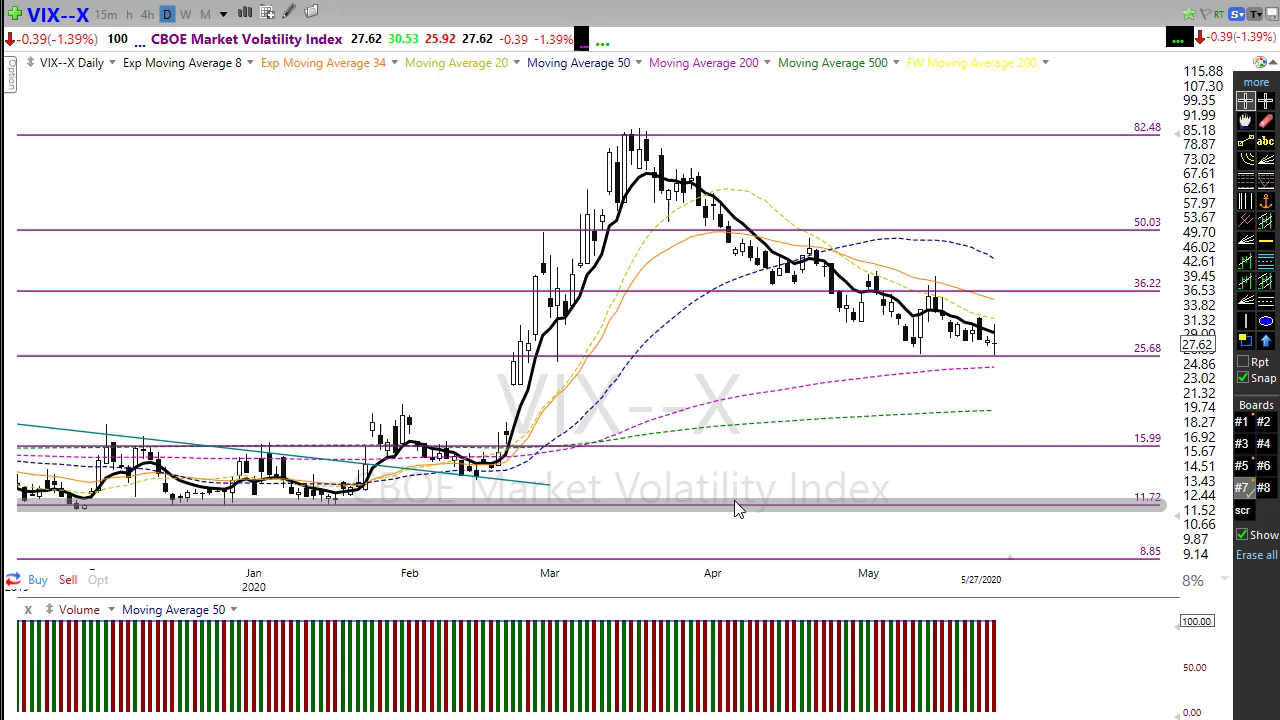 VIX--X 15m h 4h D W M RT S T
-0.39(-1.39%) 100 ... CBOE Market Volatility Index 27.62 30.53 25.92 27.62 -0.39 -1.39% ... ... ... -0.39(-1.39%)
Option
VIX--X Daily Exp Moving Average 8 Exp Moving Average 34 Moving Average 20 Moving Average 50 Moving Average 200 Moving Average 500 FW Moving Average 200
115.88
107.30
99.35
91.99
85.18
78.87
73.02
67.61
62.61
57.97
53.67
49.70
46.02
42.61
39.45
36.53
33.82
31.32
27.62
24.86
23.02
21.32
19.74
18.27
16.92
15.67
14.51
13.43
12.44
11.52
10.66
9.87
9.14
8%
82.48
50.03
36.22
25.68
15.99
11.72
8.85
VIX--X
CBOE Market Volatility Index
Jan Feb Mar Apr May 5/27/2020
2020
Buy Sell Opt
X Volume Moving Average 50
100.00
50.00
0.00
more
abc
Rpt
Snap
Boards
#1 #2
#3 #4
#5 #6
#7 #8
scr
Show
Erase all